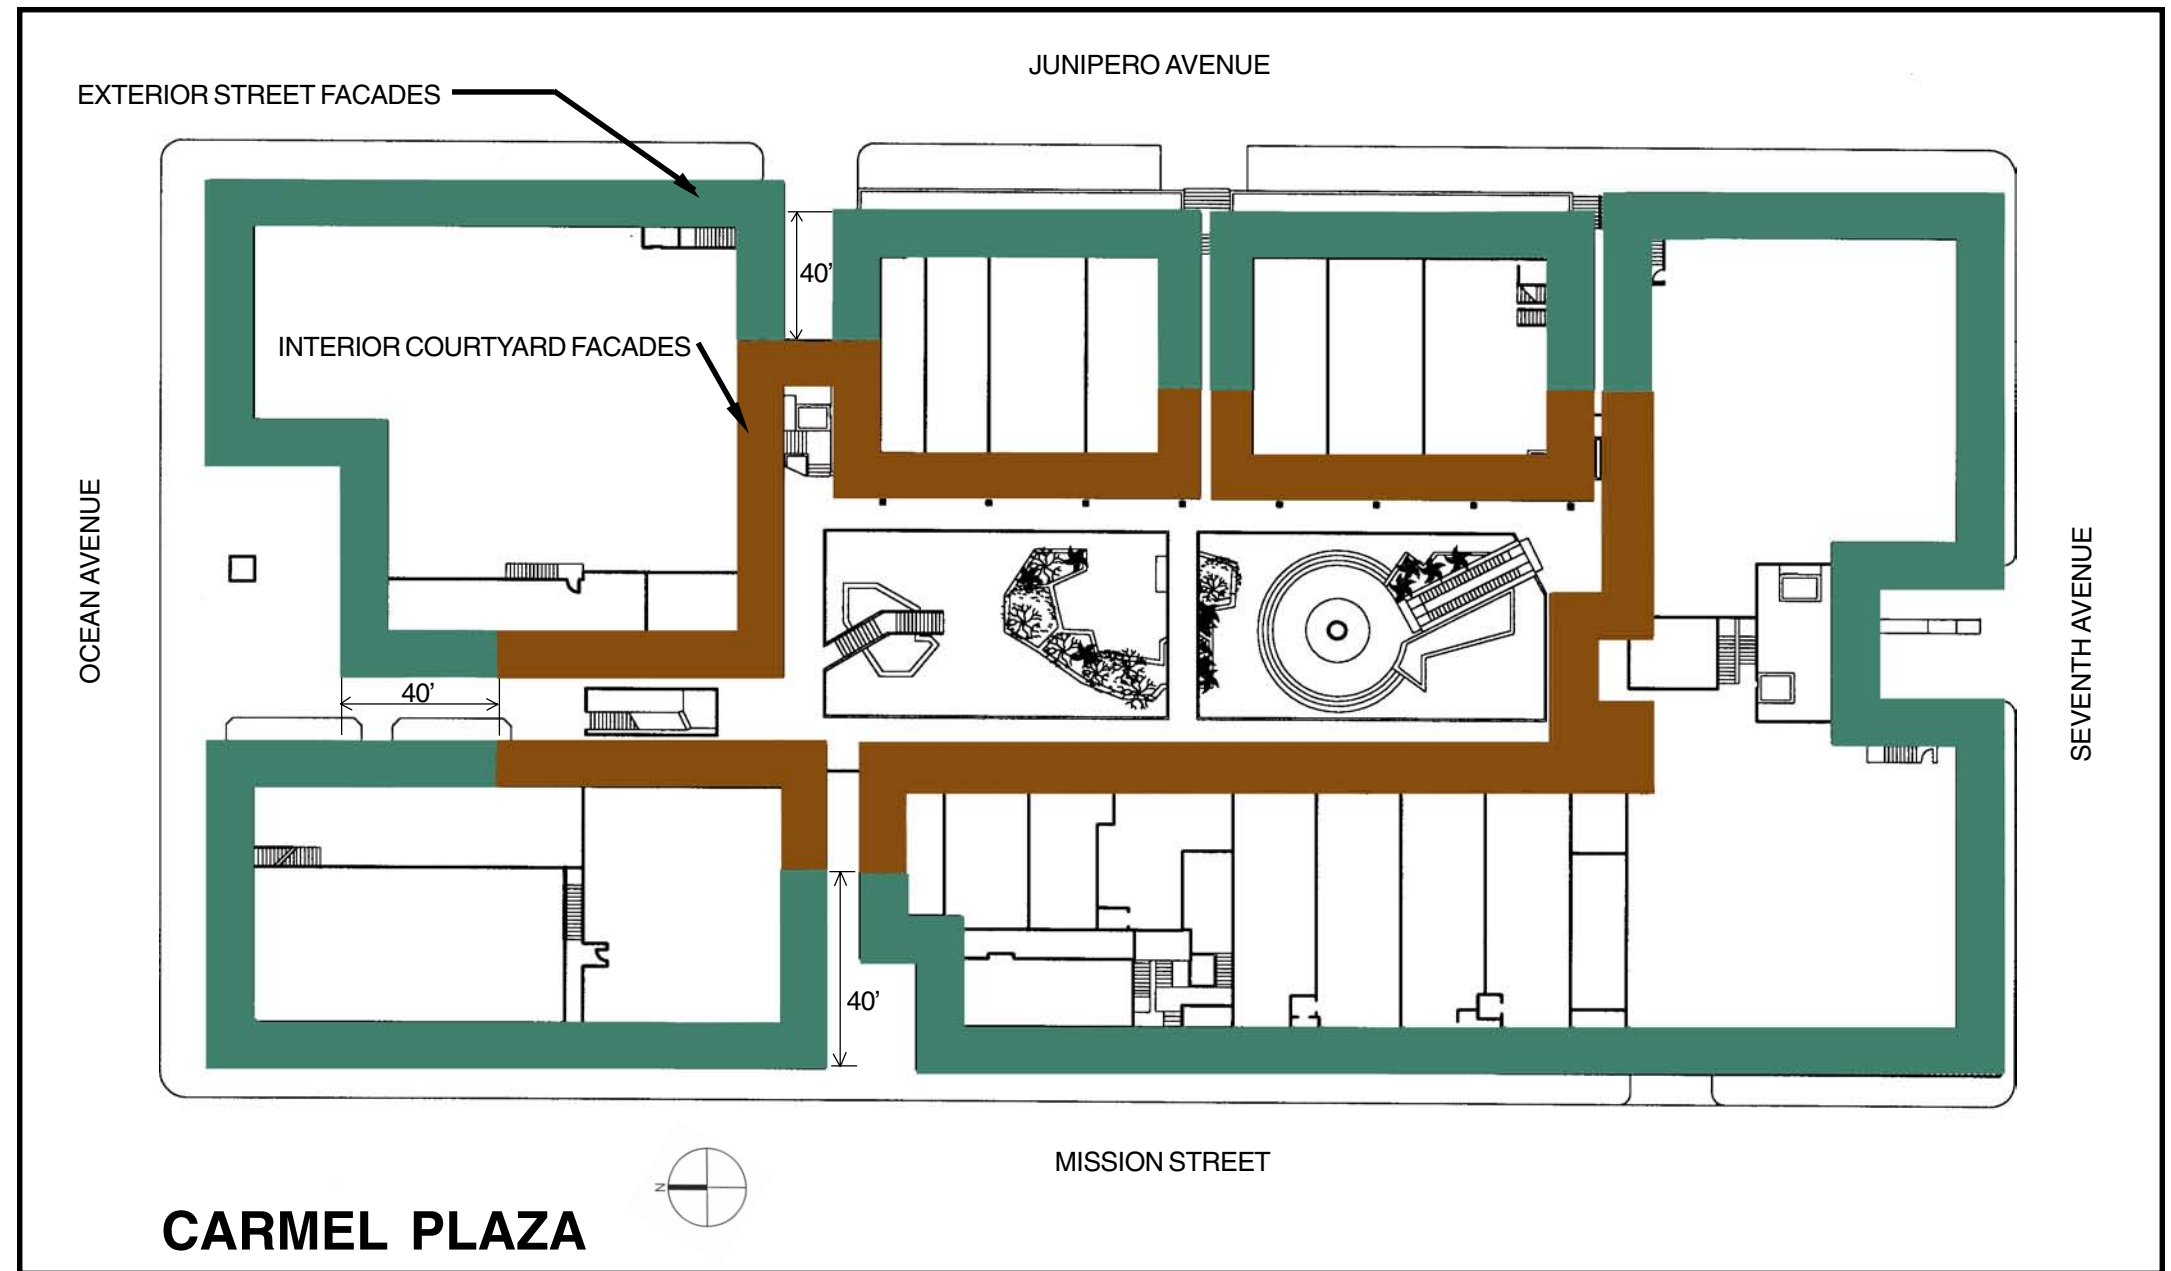 JUNIPERO AVENUE
EXTERIOR STREET FACADES
40’
INTERIOR COURTYARD FACADES
OCEAN AVENUE
SEVENTH AVENUE
40’
40’
MISSION STREET
N
CARMEL PLAZA